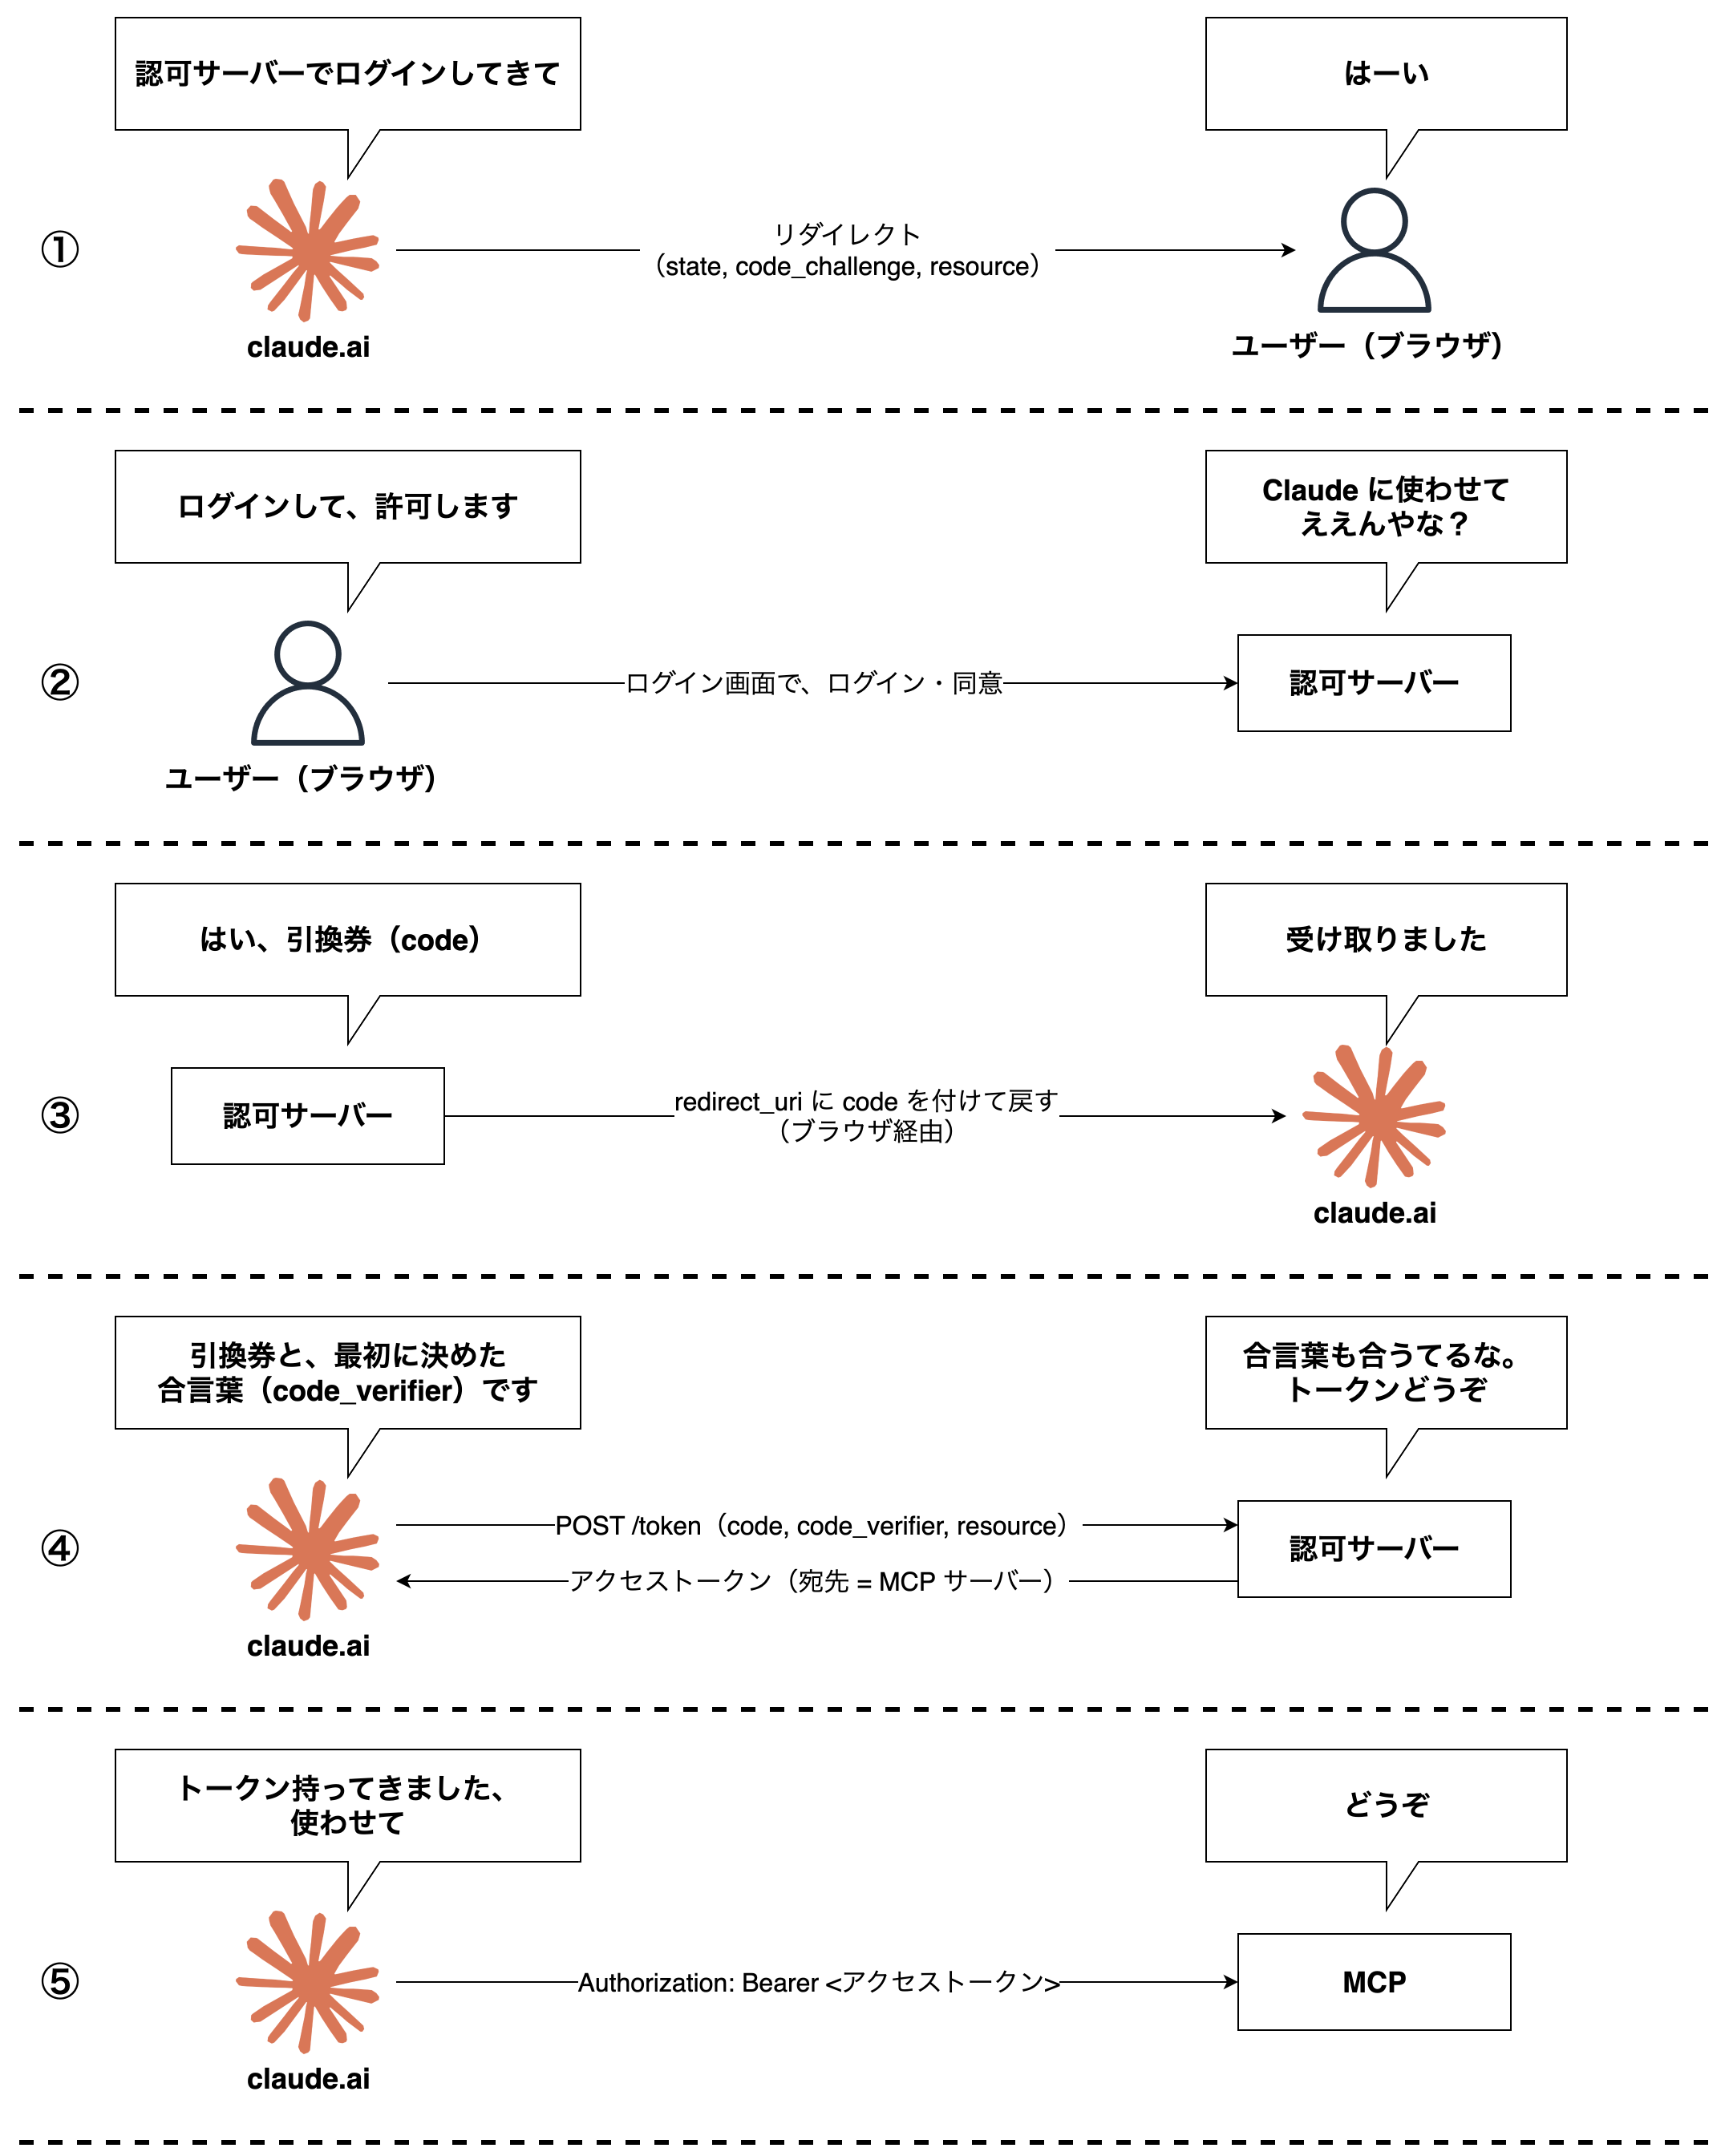 認可サーバーでログインしてきて
はーい
①
リダイレクト
（state, code_challenge, resource）
claude.ai
ユーザー（ブラウザ）
ログインして、許可します
Claude に使わせて
ええんやな？
②
ログイン画面で、ログイン・同意
認可サーバー
ユーザー（ブラウザ）
はい、引換券（code）
受け取りました
③
認可サーバー
redirect_uri に code を付けて戻す
（ブラウザ経由）
claude.ai
引換券と、最初に決めた
合言葉（code_verifier）です
合言葉も合うてるな。
トークンどうぞ
④
POST /token（code, code_verifier, resource）
アクセストークン（宛先 = MCP サーバー）
認可サーバー
claude.ai
トークン持ってきました、
使わせて
どうぞ
⑤
Authorization: Bearer <アクセストークン>
MCP
claude.ai